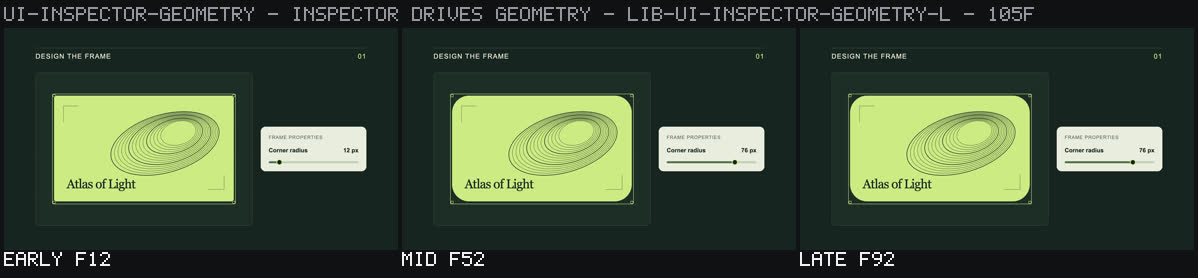 UI-INSPECTOR-GEOMETRY - INSPECTOR DRIVES GEOMETRY - LIB-UI-INSPECTOR-GEOMETRY-L - 105F
DESIGN THE FRAME 01
Atlas of Light
FRAME PROPERTIES
Corner radius 12 px
EARLY F12
DESIGN THE FRAME 01
Atlas of Light
FRAME PROPERTIES
Corner radius 76 px
MID F52
DESIGN THE FRAME 01
Atlas of Light
FRAME PROPERTIES
Corner radius 76 px
LATE F92